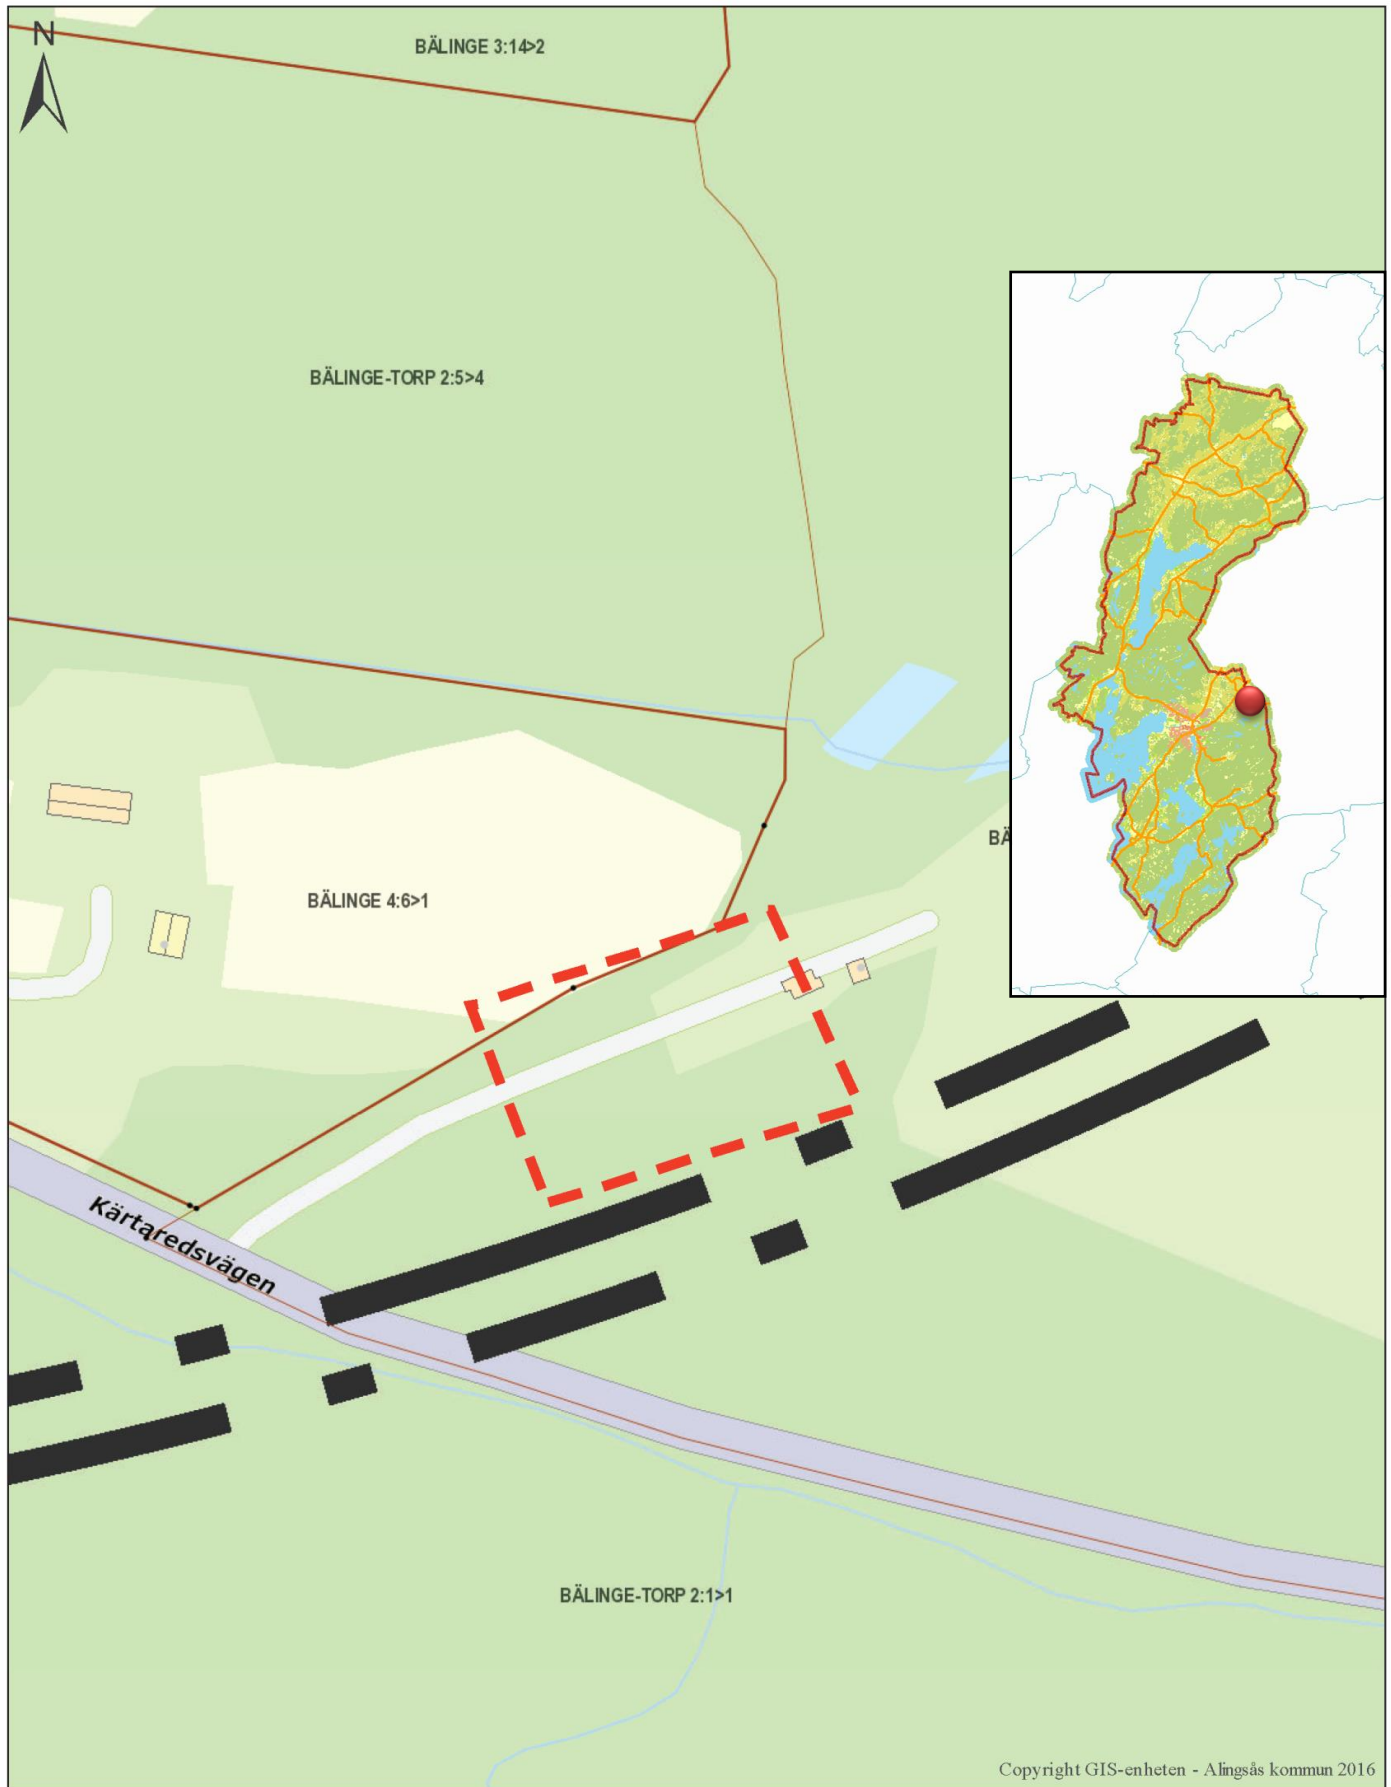 N
BÄLINGE 3:14>2
BÄLINGE-TORP 2:5>4
BÄ
BÄLINGE 4:6>1
Kärtaredsvägen
BÄLINGE-TORP 2:1>1
Copyright GIS-enheten - Alingsås kommun 2016